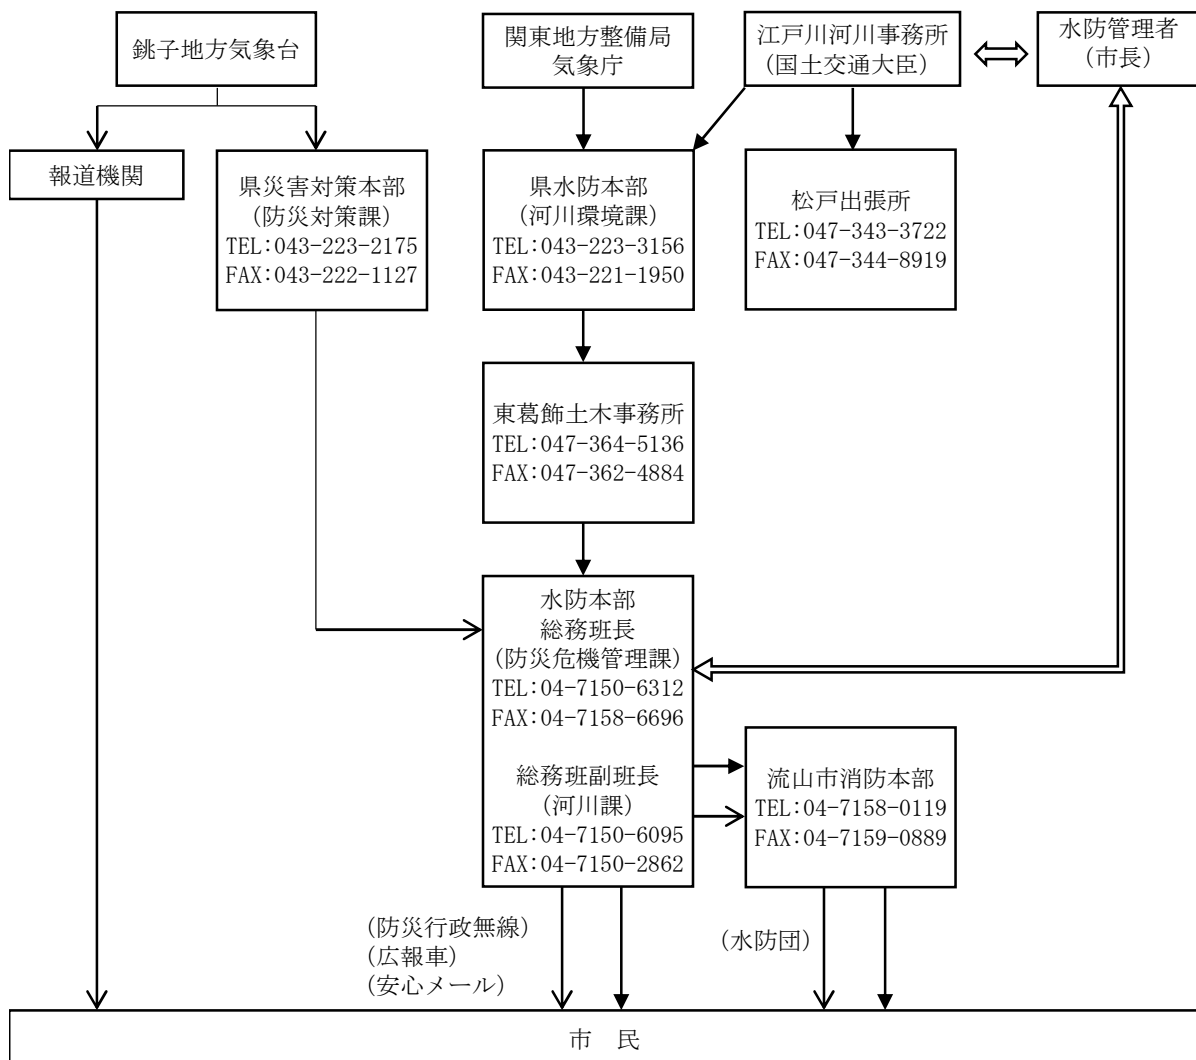 銚子地方気象台
関東地方整備局
気象庁
江戸川河川事務所
(国土交通大臣)
水防管理者
(市長)
報道機関
県災害対策本部
(防災対策課)
TEL:043-223-2175
FAX:043-222-1127
県水防本部
(河川環境課)
TEL:043-223-3156
FAX:043-221-1950
松戸出張所
TEL:047-343-3722
FAX:047-344-8919
東葛飾土木事務所
TEL:047-364-5136
FAX:047-362-4884
水防本部
総務班長
(防災危機管理課)
TEL:04-7150-6312
FAX:04-7158-6696
総務班副班長
(河川課)
TEL:04-7150-6095
FAX:04-7150-2862
流山市消防本部
TEL:04-7158-0119
FAX:04-7159-0889
(防災行政無線)
(広報車)
(安心メール)
(水防団)
市　民